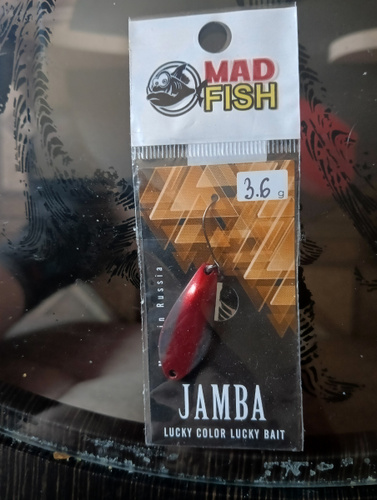 MAD
FISH
3.6 g
in Russia
JAMBA
LUCKY COLOR LUCKY BAIT